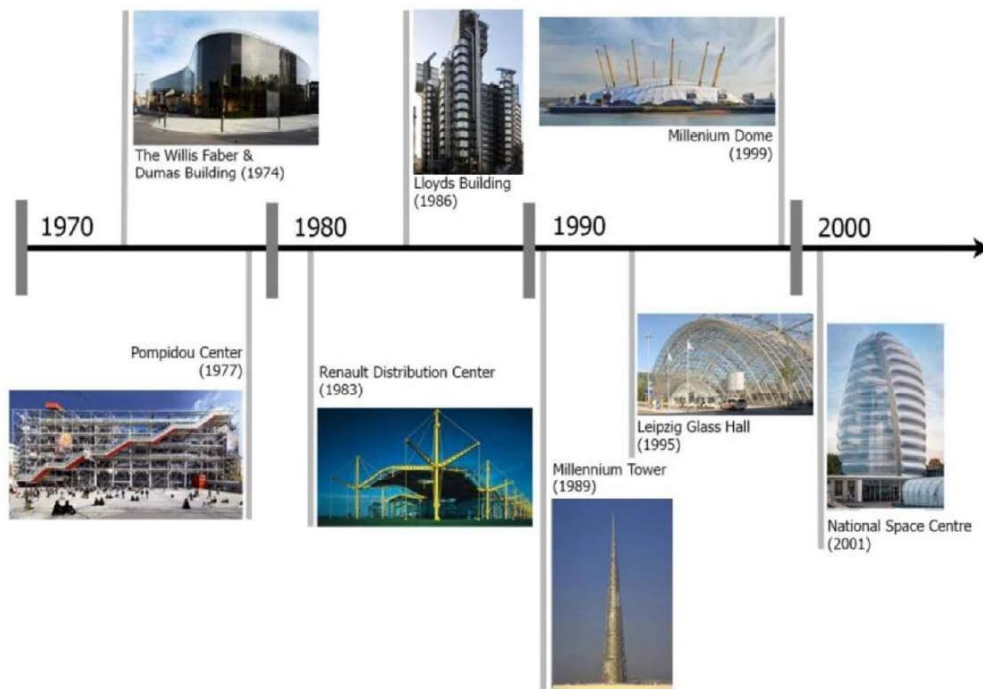 The Willis Faber &
Dumas Building (1974)
Lloyds Building
(1986)
Millenium Dome
(1999)
1970
1980
1990
2000
Pompidou Center
(1977)
Renault Distribution Center
(1983)
Millennium Tower
(1989)
Leipzig Glass Hall
(1995)
National Space Centre
(2001)